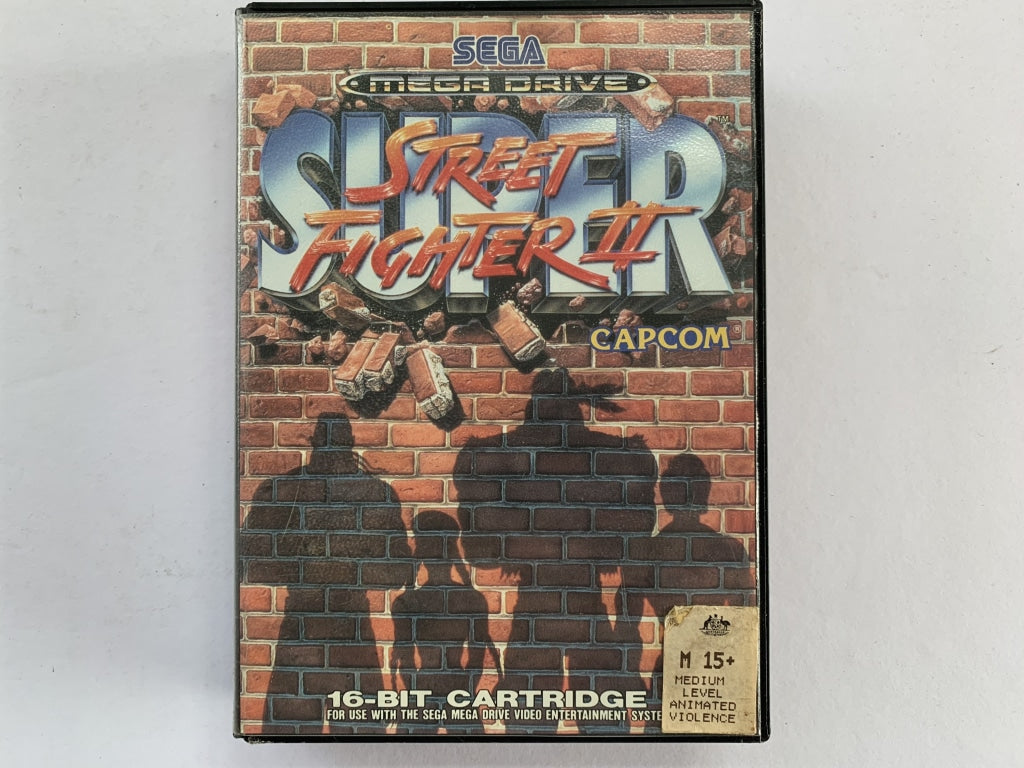 SEGA
MEGA DRIVE
SUPER
TM
STREET
FIGHTER II
CAPCOM®
16-BIT CARTRIDGE
FOR USE WITH THE SEGA MEGA DRIVE VIDEO ENTERTAINMENT SYSTE
M 15+
MEDIUM
LEVEL
ANIMATED
VIOLENCE